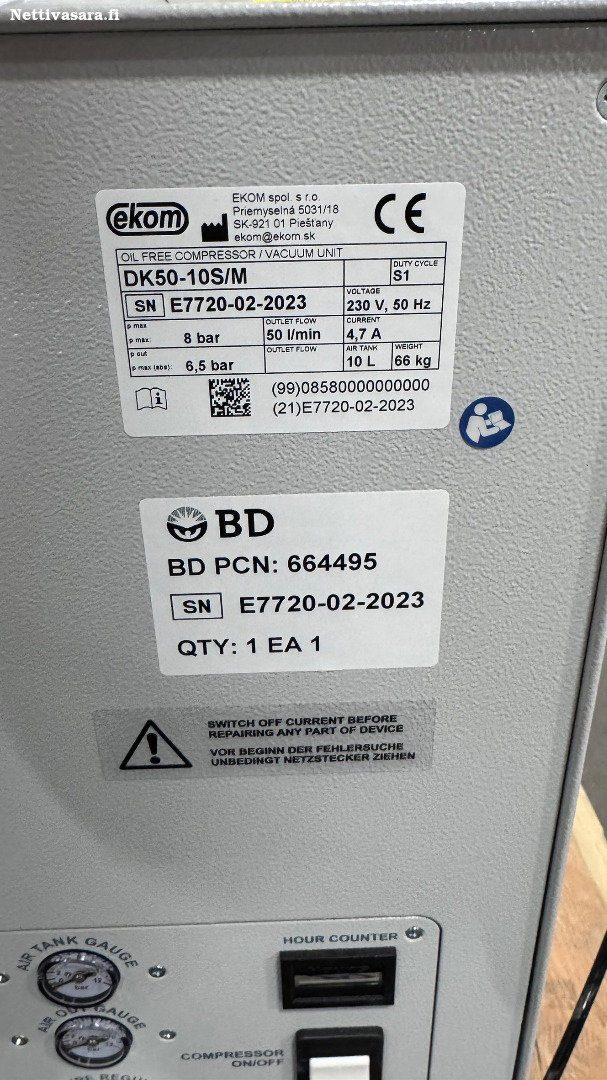 Nettivasara.fi
ekom
EKOM spol. s r.o.
Priemyselná 5031/18
SK-921 01 Piešťany
ekom@ekom.sk
CE
OIL FREE COMPRESSOR / VACUUM UNIT
DK50-10S/M
DUTY CYCLE
S1
SN E7720-02-2023
VOLTAGE
230 V, 50 Hz
p max
p max: 8 bar
OUTLET FLOW
50 l/min
CURRENT
4,7 A
p out
p max (abs): 6,5 bar
OUTLET FLOW
AIR TANK
10 L
WEIGHT
66 kg
(99)08580000000000
(21)E7720-02-2023
BD
BD PCN: 664495
SN E7720-02-2023
QTY: 1 EA 1
SWITCH OFF CURRENT BEFORE
REPAIRING ANY PART OF DEVICE
VOR BEGINN DER FEHLERSUCHE
UNBEDINGT NETZSTECKER ZIEHEN
AIR TANK GAUGE
bar
HOUR COUNTER
AIR OUT GAUGE
bar
COMPRESSOR
ON/OFF